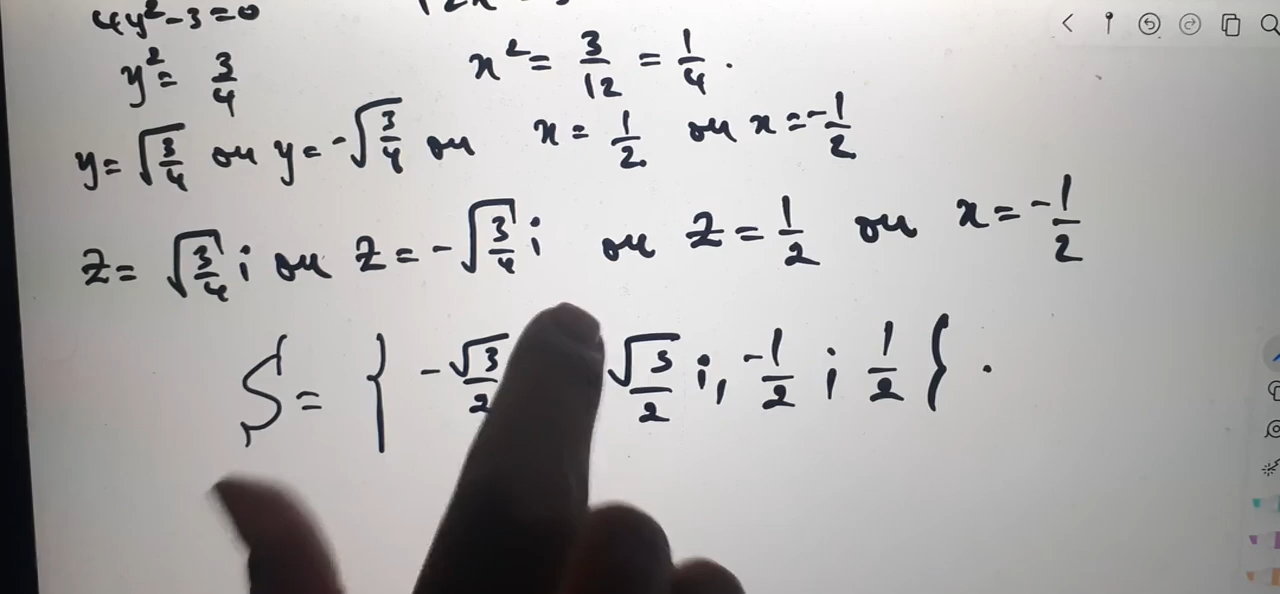 4y²-3=0
y² = 3/4 x² = 3/12 = 1/4 .
y = √(3/4) ou y = -√(3/4) ou x = 1/2 ou x = -1/2
z = √(3/4) i ou z = -√(3/4) i ou z = 1/2 ou x = -1/2
S = { -√3/2 √3/2 i, -1/2 ; 1/2 } .